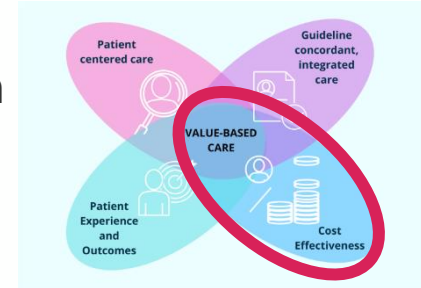 Patient
centered care
Guideline
concordant,
integrated
care
VALUE-BASED
CARE
Patient
Experience
and
Outcomes
Cost
Effectiveness